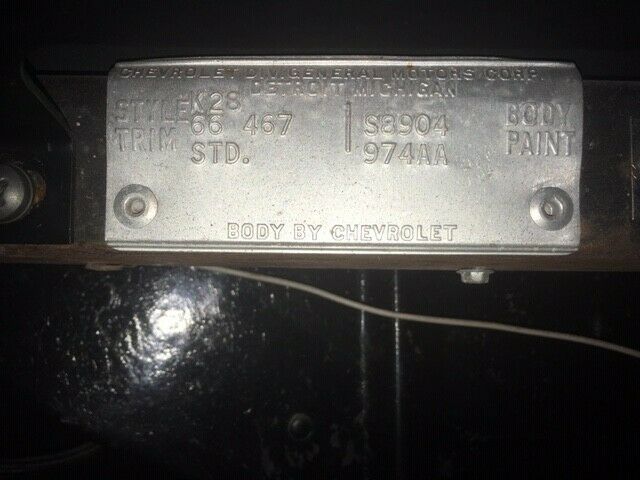 CHEVROLET DIV. GENERAL MOTORS CORP.
DETROIT MICHIGAN
K28
STYLE 66 467 S8904 BODY
TRIM STD. 974AA PAINT
BODY BY CHEVROLET